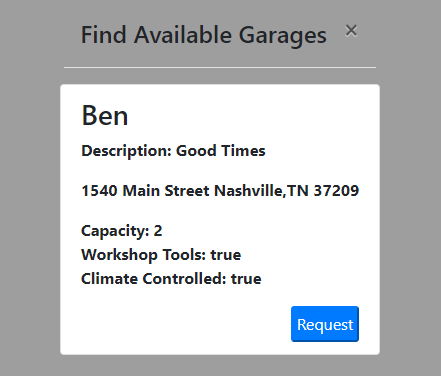 Find Available Garages ×
Ben
Description: Good Times
1540 Main Street Nashville,TN 37209
Capacity: 2
Workshop Tools: true
Climate Controlled: true
Request